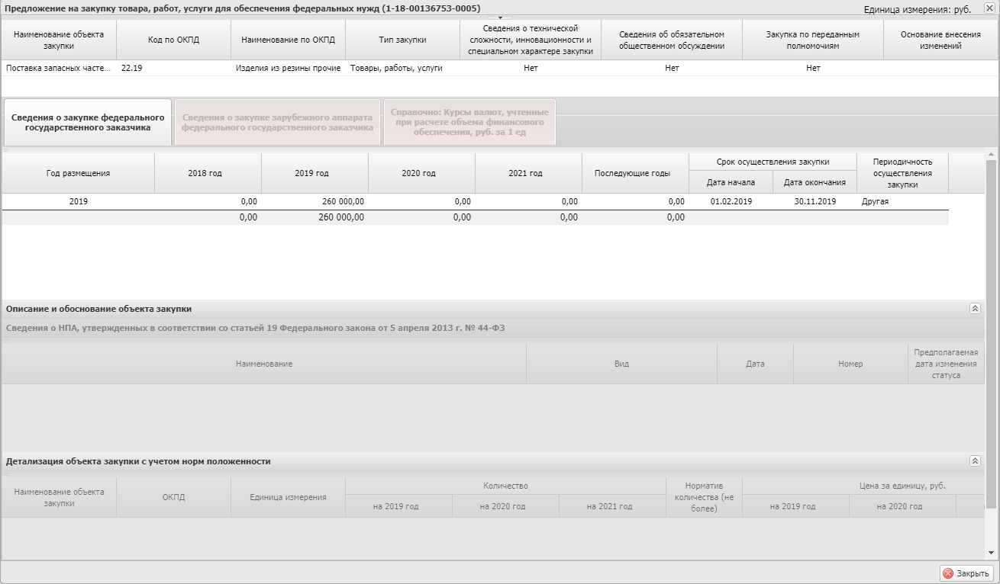 Предложение на закупку товара, работ, услуги для обеспечения федеральных нужд (1-18-00136753-0005)
Единица измерения: руб.
Наименование объекта
закупки
Код по ОКПД
Наименование по ОКПД
Тип закупки
Сведения о технической
сложности, инновационности и
специальном характере закупки
Сведения об обязательном
общественном обсуждении
Закупка по переданным
полномочиям
Основание внесения
изменений
Поставка запасных часте...
22.19
Изделия из резины прочие
Товары, работы, услуги
Нет
Нет
Нет
Сведения о закупке федерального
государственного заказчика
Сведения о закупке зарубежного аппарата
федерального государственного заказчика
Справочно: Курсы валют, учтенные
при расчете объема финансового
обеспечения, руб. за 1 ед
Год размещения
2018 год
2019 год
2020 год
2021 год
Последующие годы
Срок осуществления закупки
Дата начала
Дата окончания
Периодичность
осуществления
закупки
2019
0,00
260 000,00
0,00
0,00
0,00
01.02.2019
30.11.2019
Другая
0,00
260 000,00
0,00
0,00
0,00
Описание и обоснование объекта закупки
Сведения о НПА, утвержденных в соответствии со статьей 19 Федерального закона от 5 апреля 2013 г. № 44-ФЗ
Наименование
Вид
Дата
Номер
Предполагаемая
дата изменения
статуса
Детализация объекта закупки с учетом норм положенности
Наименование объекта
закупки
ОКПД
Единица измерения
Количество
на 2019 год
на 2020 год
на 2021 год
Норматив
количества (не
более)
Цена за единицу, руб.
на 2019 год
на 2020 год
Закрыть